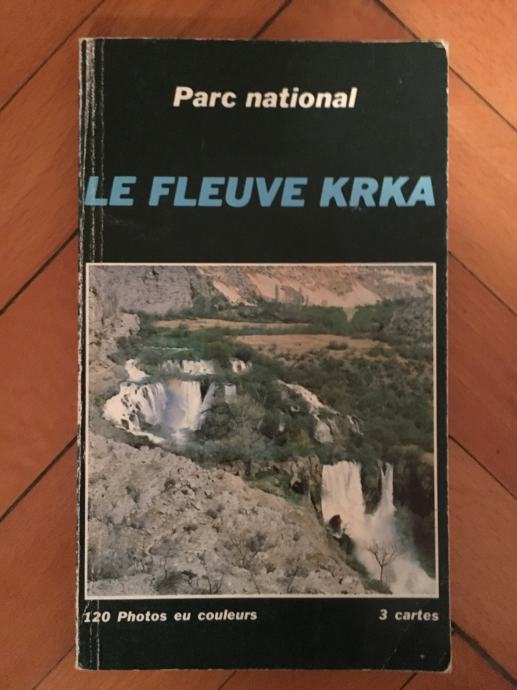 Parc national
LE FLEUVE KRKA
120 Photos eu couleurs
3 cartes